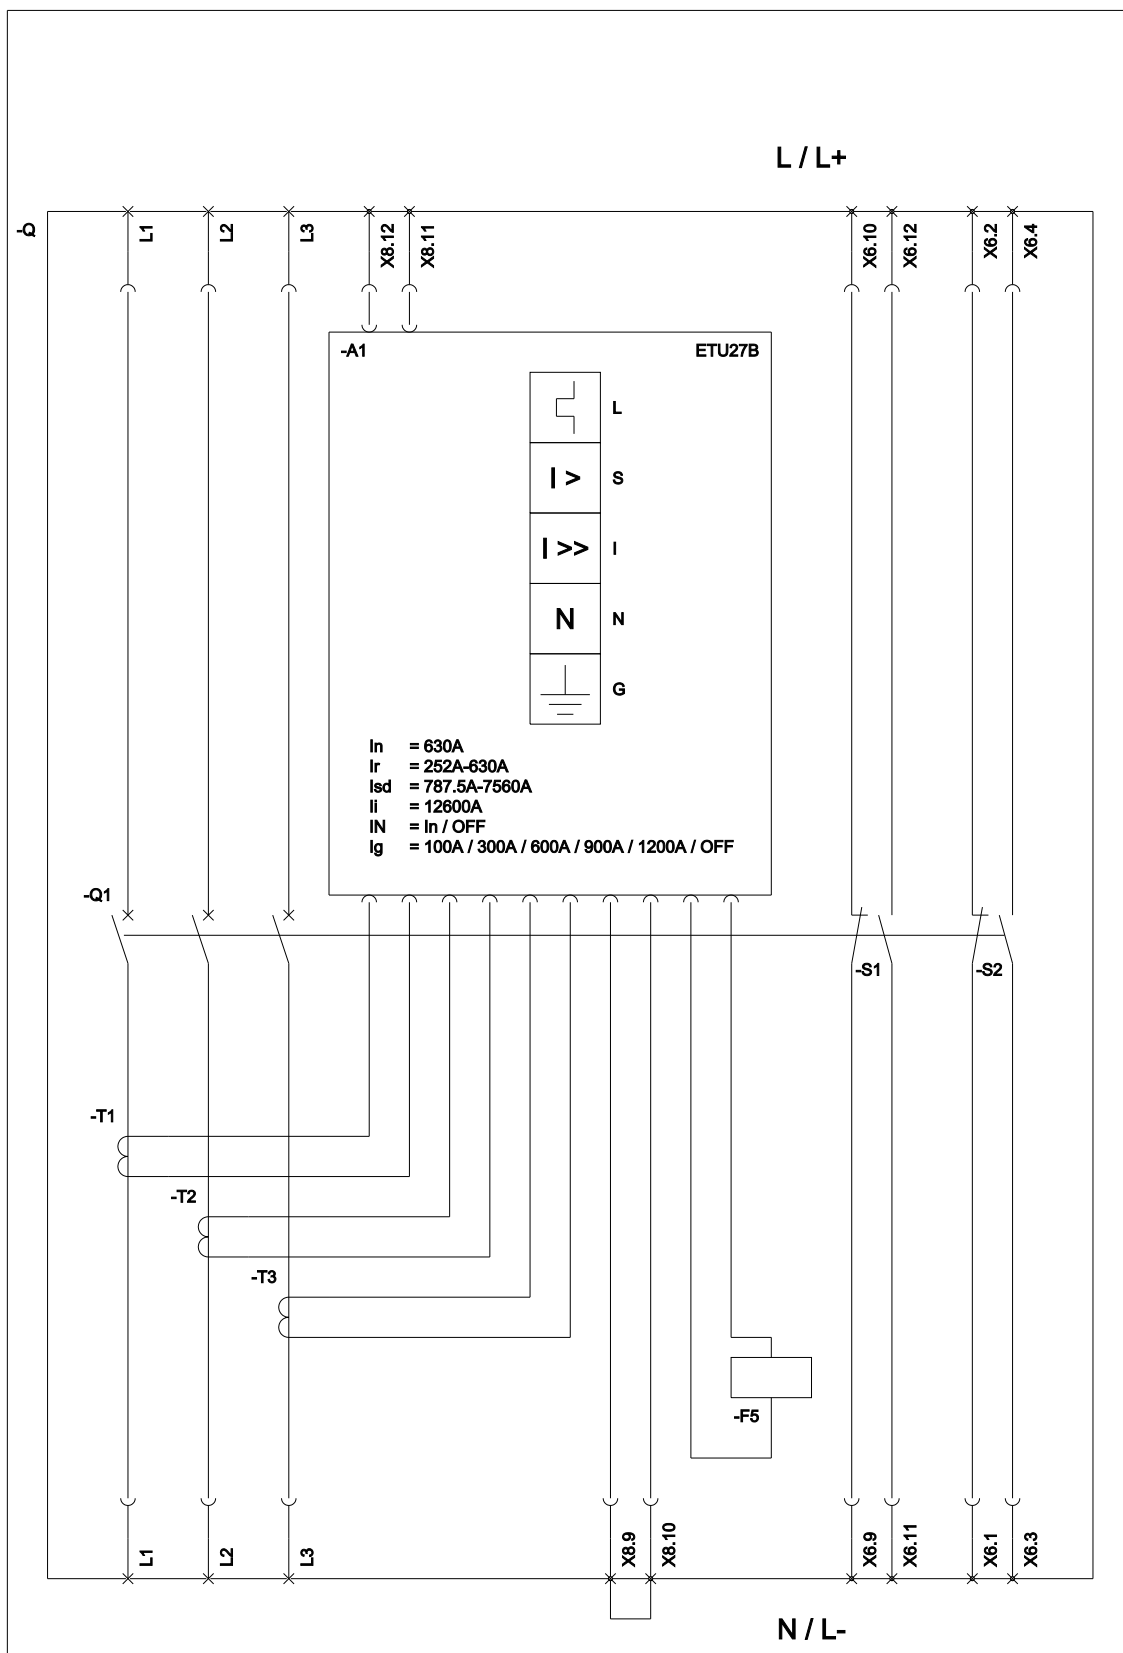 L / L+
-Q
L1
L2
L3
X8.12
X8.11
X6.10
X6.12
X6.2
X6.4
-A1
ETU27B
L
I >
S
I >>
I
N
N
G
In = 630A
Ir = 252A-630A
Isd = 787.5A-7560A
Ii = 12600A
IN = In / OFF
Ig = 100A / 300A / 600A / 900A / 1200A / OFF
-Q1
-S1
-S2
-T1
-T2
-T3
-F5
L1
L2
L3
X8.9
X8.10
X6.9
X6.11
X6.1
X6.3
N / L-